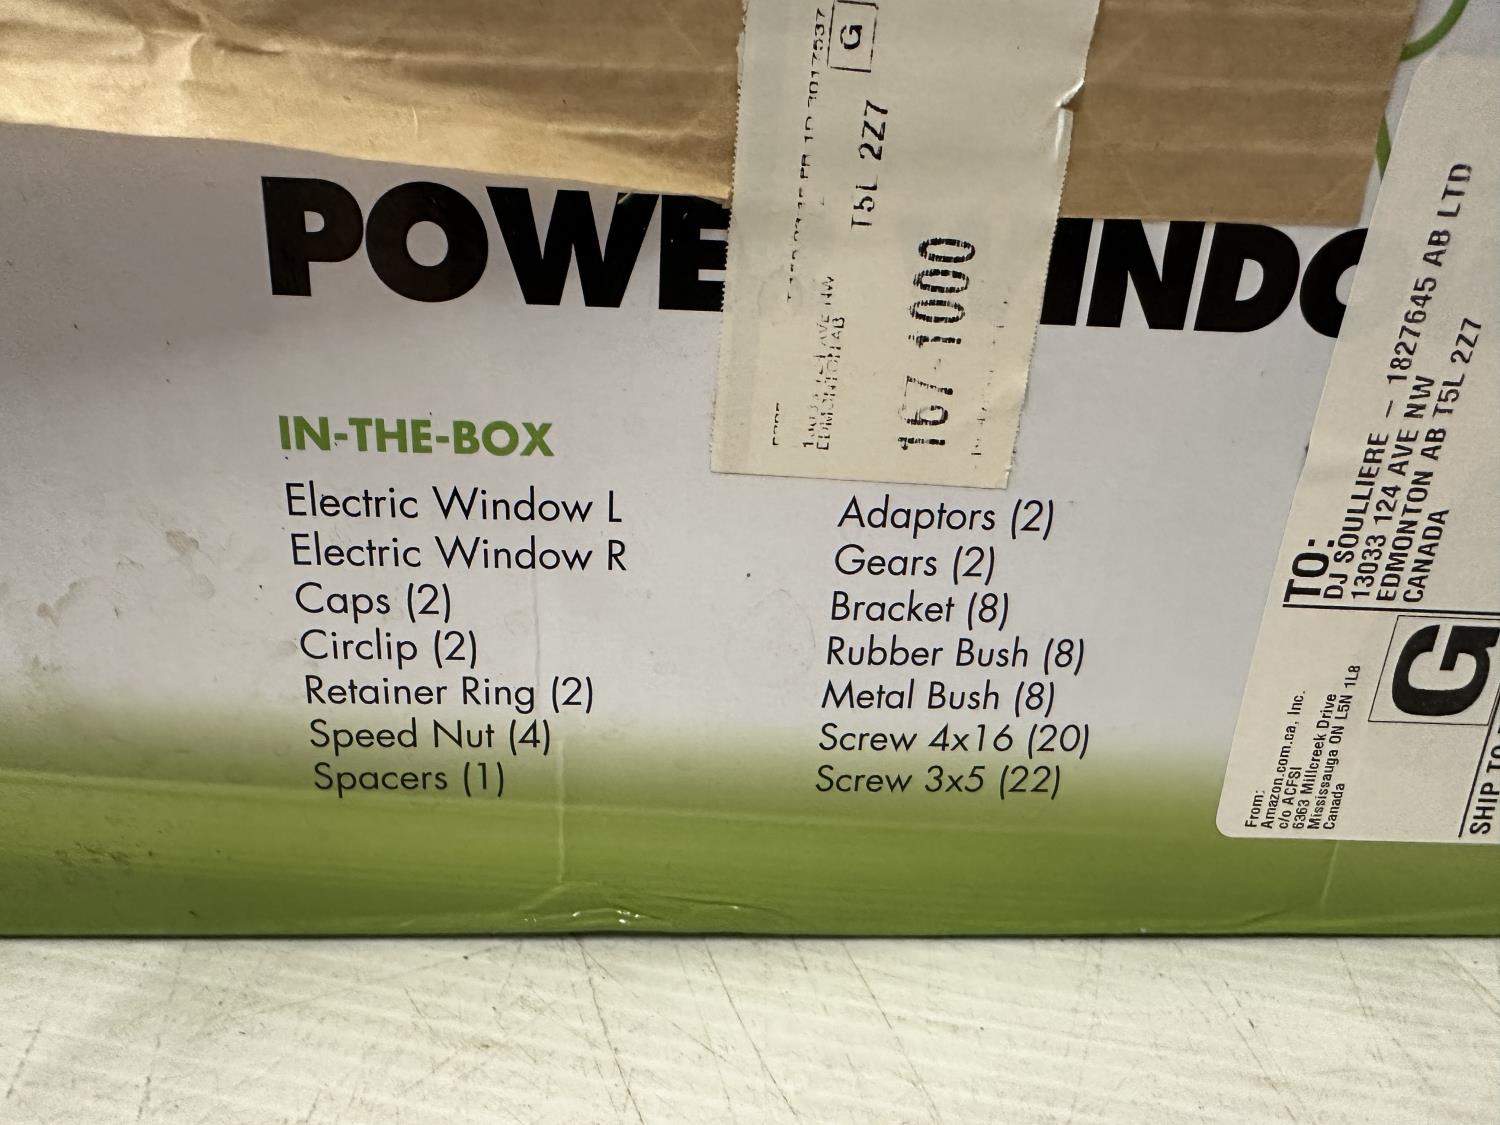 POWE
INDO
IN-THE-BOX
Electric Window L
Electric Window R
Caps (2)
Circlip (2)
Retainer Ring (2)
Speed Nut (4)
Spacers (1)
Adaptors (2)
Gears (2)
Bracket (8)
Rubber Bush (8)
Metal Bush (8)
Screw 4x16 (20)
Screw 3x5 (22)
G
T5L 2Z7
167-1000
TO:
DJ SOULLIERE - 1827645 AB LTD
13033 124 AVE NW
EDMONTON AB T5L 2Z7
CANADA
From:
Amazon.com.ca, Inc.
c/o ACFSI
6363 Millcreek Drive
Mississauga ON L5N 1L8
Canada
G
SHIP TO